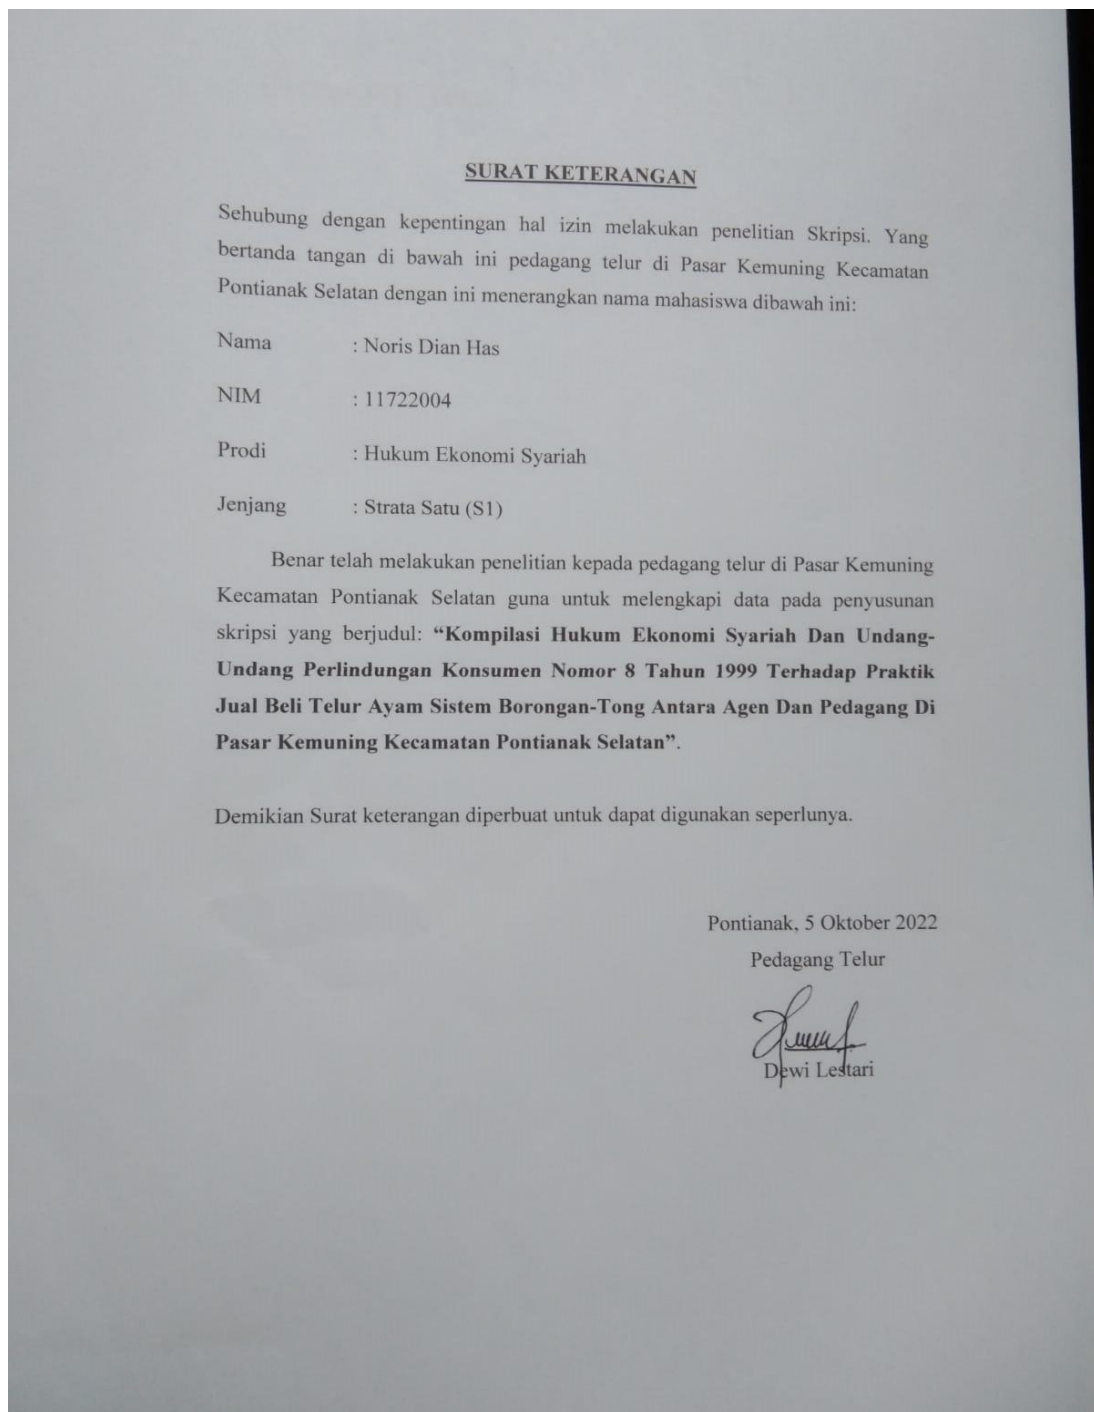 SURAT KETERANGAN
Sehubung dengan kepentingan hal izin melakukan penelitian Skripsi. Yang
bertanda tangan di bawah ini pedagang telur di Pasar Kemuning Kecamatan
Pontianak Selatan dengan ini menerangkan nama mahasiswa dibawah ini:
Nama : Noris Dian Has
NIM : 11722004
Prodi : Hukum Ekonomi Syariah
Jenjang : Strata Satu (S1)
Benar telah melakukan penelitian kepada pedagang telur di Pasar Kemuning
Kecamatan Pontianak Selatan guna untuk melengkapi data pada penyusunan
skripsi yang berjudul: “Kompilasi Hukum Ekonomi Syariah Dan Undang-
Undang Perlindungan Konsumen Nomor 8 Tahun 1999 Terhadap Praktik
Jual Beli Telur Ayam Sistem Borongan-Tong Antara Agen Dan Pedagang Di
Pasar Kemuning Kecamatan Pontianak Selatan”.
Demikian Surat keterangan diperbuat untuk dapat digunakan seperlunya.
Pontianak, 5 Oktober 2022
Pedagang Telur
Dewi Lestari